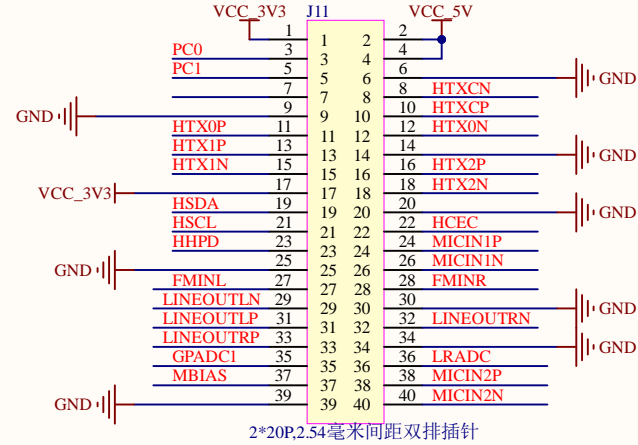 VCC_3V3 J11 VCC_5V
1 1 2 2
PC0 3 3 4 4
PC1 5 5 6 6 GND
7 7 8 8 HTXCN
GND 9 9 10 10 HTXCP
HTX0P 11 11 12 12 HTX0N
HTX1P 13 13 14 14 GND
HTX1N 15 15 16 16 HTX2P
VCC_3V3 17 17 18 18 HTX2N
HSDA 19 19 20 20 GND
HSCL 21 21 22 22 HCEC
HHPD 23 23 24 24 MICIN1P
GND 25 25 26 26 MICIN1N
FMINL 27 27 28 28 FMINR
LINEOUTLN 29 29 30 30 GND
LINEOUTLP 31 31 32 32 LINEOUTRN
LINEOUTRP 33 33 34 34 GND
GPADC1 35 35 36 36 LRADC
MBIAS 37 37 38 38 MICIN2P
GND 39 39 40 40 MICIN2N
2*20P,2.54毫米间距双排插针